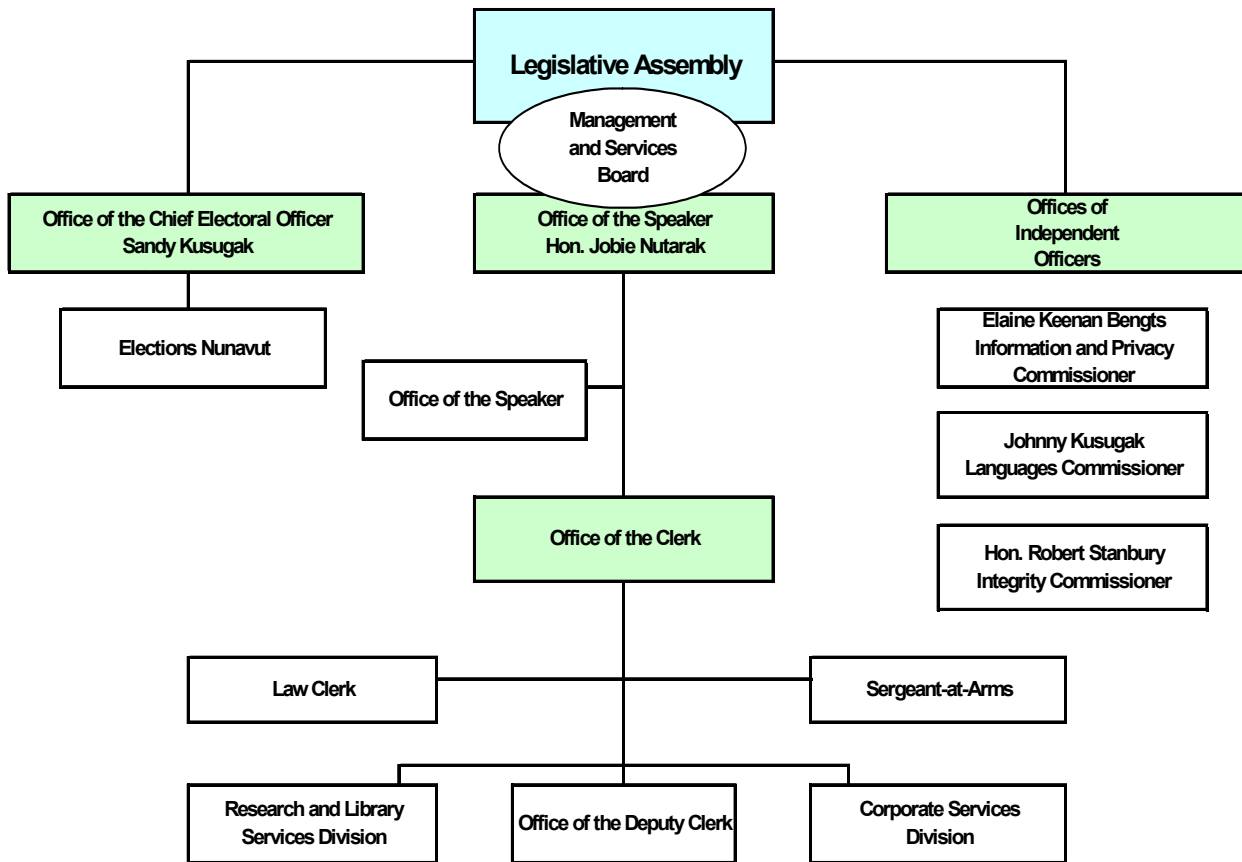 Legislative Assembly
Management
and Services
Board
Office of the Chief Electoral Officer
Sandy Kusugak
Office of the Speaker
Hon. Jobie Nutarak
Offices of
Independent
Officers
Elections Nunavut
Elaine Keenan Bengts
Information and Privacy
Commissioner
Office of the Speaker
Johnny Kusugak
Languages Commissioner
Office of the Clerk
Hon. Robert Stanbury
Integrity Commissioner
Law Clerk
Sergeant-at-Arms
Research and Library
Services Division
Office of the Deputy Clerk
Corporate Services
Division